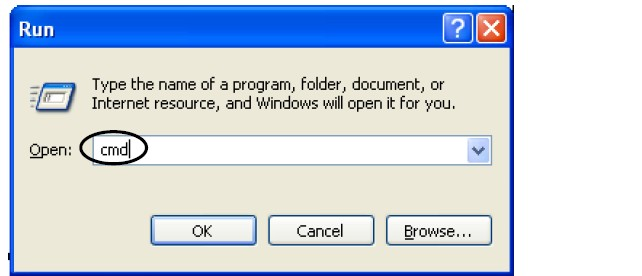 Run
Type the name of a program, folder, document, or
Internet resource, and Windows will open it for you.
Open: cmd
OK Cancel Browse...